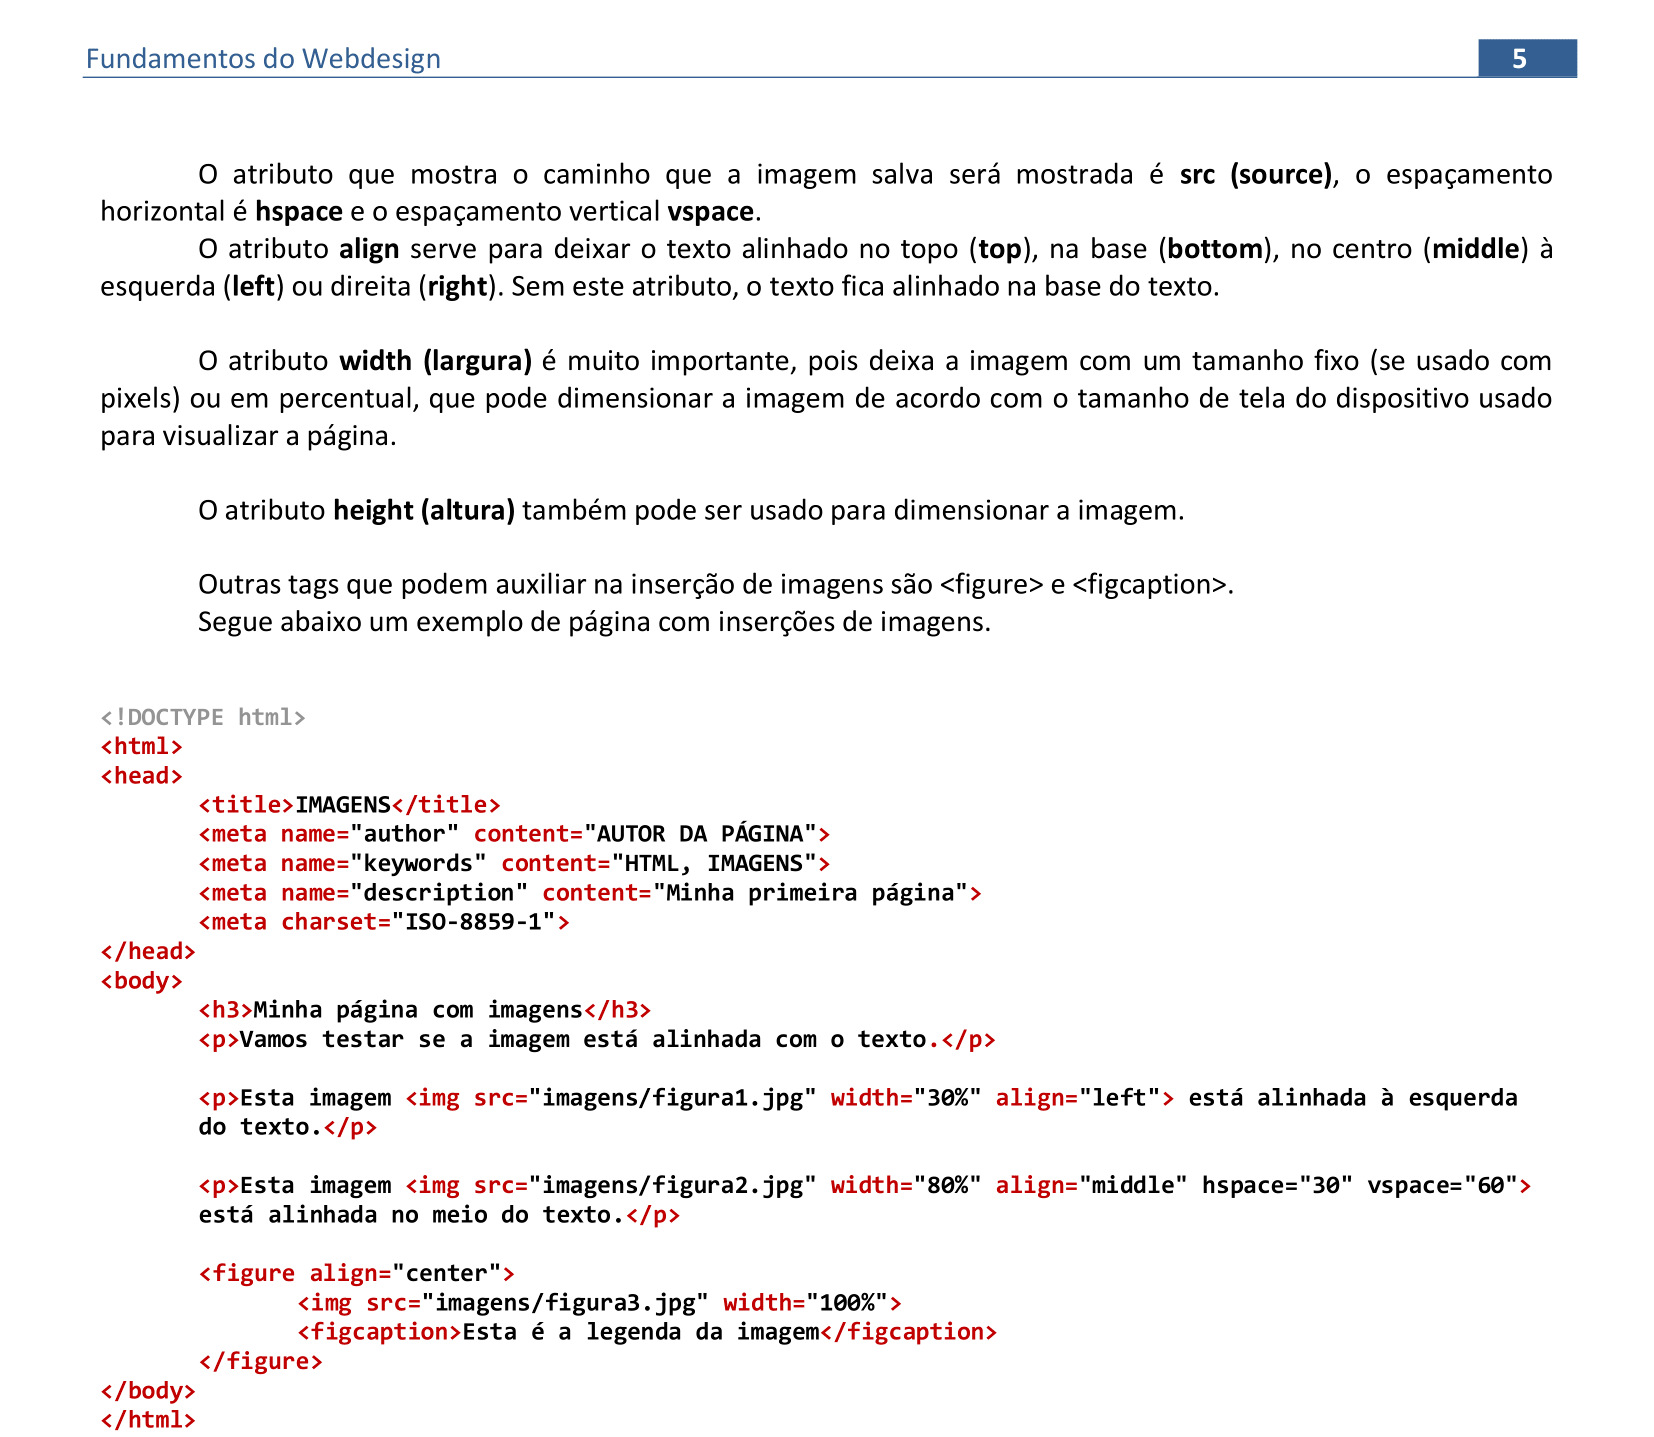 Fundamentos do Webdesign 5
O atributo que mostra o caminho que a imagem salva será mostrada é src (source), o espaçamento
horizontal é hspace e o espaçamento vertical vspace.
O atributo align serve para deixar o texto alinhado no topo (top), na base (bottom), no centro (middle) à
esquerda (left) ou direita (right). Sem este atributo, o texto fica alinhado na base do texto.
O atributo width (largura) é muito importante, pois deixa a imagem com um tamanho fixo (se usado com
pixels) ou em percentual, que pode dimensionar a imagem de acordo com o tamanho de tela do dispositivo usado
para visualizar a página.
O atributo height (altura) também pode ser usado para dimensionar a imagem.
Outras tags que podem auxiliar na inserção de imagens são <figure> e <figcaption>.
Segue abaixo um exemplo de página com inserções de imagens.
<!DOCTYPE html>
<html>
<head>
<title>IMAGENS</title>
<meta name="author" content="AUTOR DA PÁGINA">
<meta name="keywords" content="HTML, IMAGENS">
<meta name="description" content="Minha primeira página">
<meta charset="ISO-8859-1">
</head>
<body>
<h3>Minha página com imagens</h3>
<p>Vamos testar se a imagem está alinhada com o texto.</p>
<p>Esta imagem <img src="imagens/figura1.jpg" width="30%" align="left"> está alinhada à esquerda
do texto.</p>
<p>Esta imagem <img src="imagens/figura2.jpg" width="80%" align="middle" hspace="30" vspace="60">
está alinhada no meio do texto.</p>
<figure align="center">
<img src="imagens/figura3.jpg" width="100%">
<figcaption>Esta é a legenda da imagem</figcaption>
</figure>
</body>
</html>